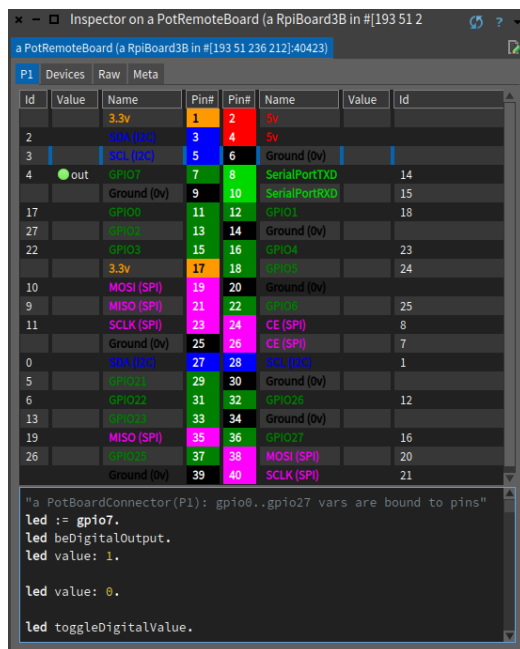 Inspector on a PotRemoteBoard (a RpiBoard3B in #[193 51 2
?
a PotRemoteBoard (a RpiBoard3B in #[193 51 236 212]:40423)
P1 Devices Raw Meta
Id Value Name Pin# Pin# Name Value Id
3.3v 1 2 5v
2 SDA (I2C) 3 4 5v
3 SCL (I2C) 5 6 Ground (0v)
4 out GPIO7 7 8 SerialPortTXD 14
Ground (0v) 9 10 SerialPortRXD 15
17 GPIO0 11 12 GPIO1 18
27 GPIO2 13 14 Ground (0v)
22 GPIO3 15 16 GPIO4 23
3.3v 17 18 GPIO5 24
10 MOSI (SPI) 19 20 Ground (0v)
9 MISO (SPI) 21 22 GPIO6 25
11 SCLK (SPI) 23 24 CE (SPI) 8
Ground (0v) 25 26 CE (SPI) 7
0 SDA (I2C) 27 28 SCL (I2C) 1
5 GPIO21 29 30 Ground (0v)
6 GPIO22 31 32 GPIO26 12
13 GPIO23 33 34 Ground (0v)
19 MISO (SPI) 35 36 GPIO27 16
26 GPIO25 37 38 MOSI (SPI) 20
Ground (0v) 39 40 SCLK (SPI) 21
"a PotBoardConnector(P1): gpio0..gpio27 vars are bound to pins"
led := gpio7.
led beDigitalOutput.
led value: 1.
led value: 0.
led toggleDigitalValue.